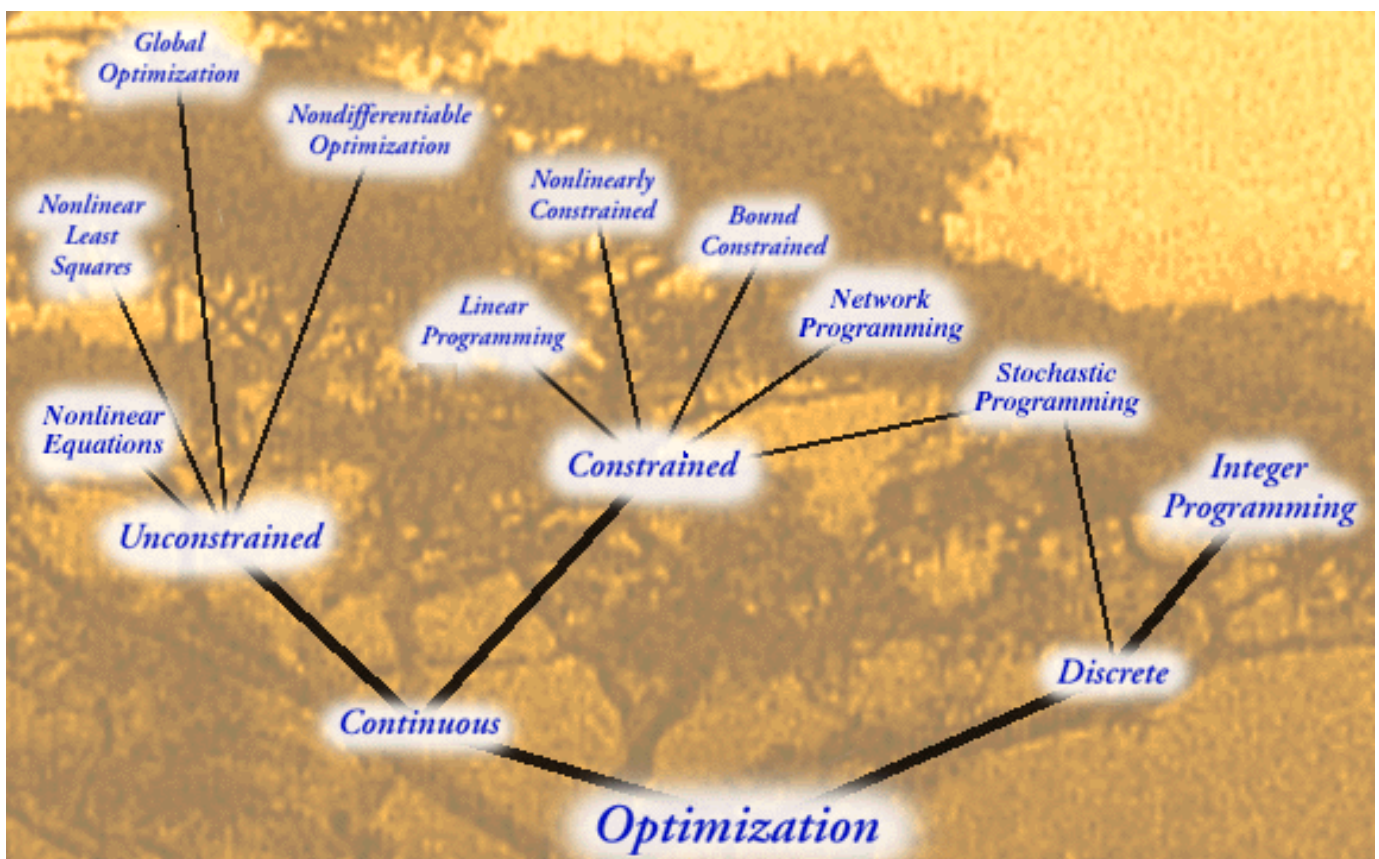 Global
Optimization
Nondifferentiable
Optimization
Nonlinear
Least
Squares
Nonlinearly
Constrained
Bound
Constrained
Linear
Programming
Network
Programming
Stochastic
Programming
Nonlinear
Equations
Constrained
Integer
Programming
Unconstrained
Discrete
Continuous
Optimization